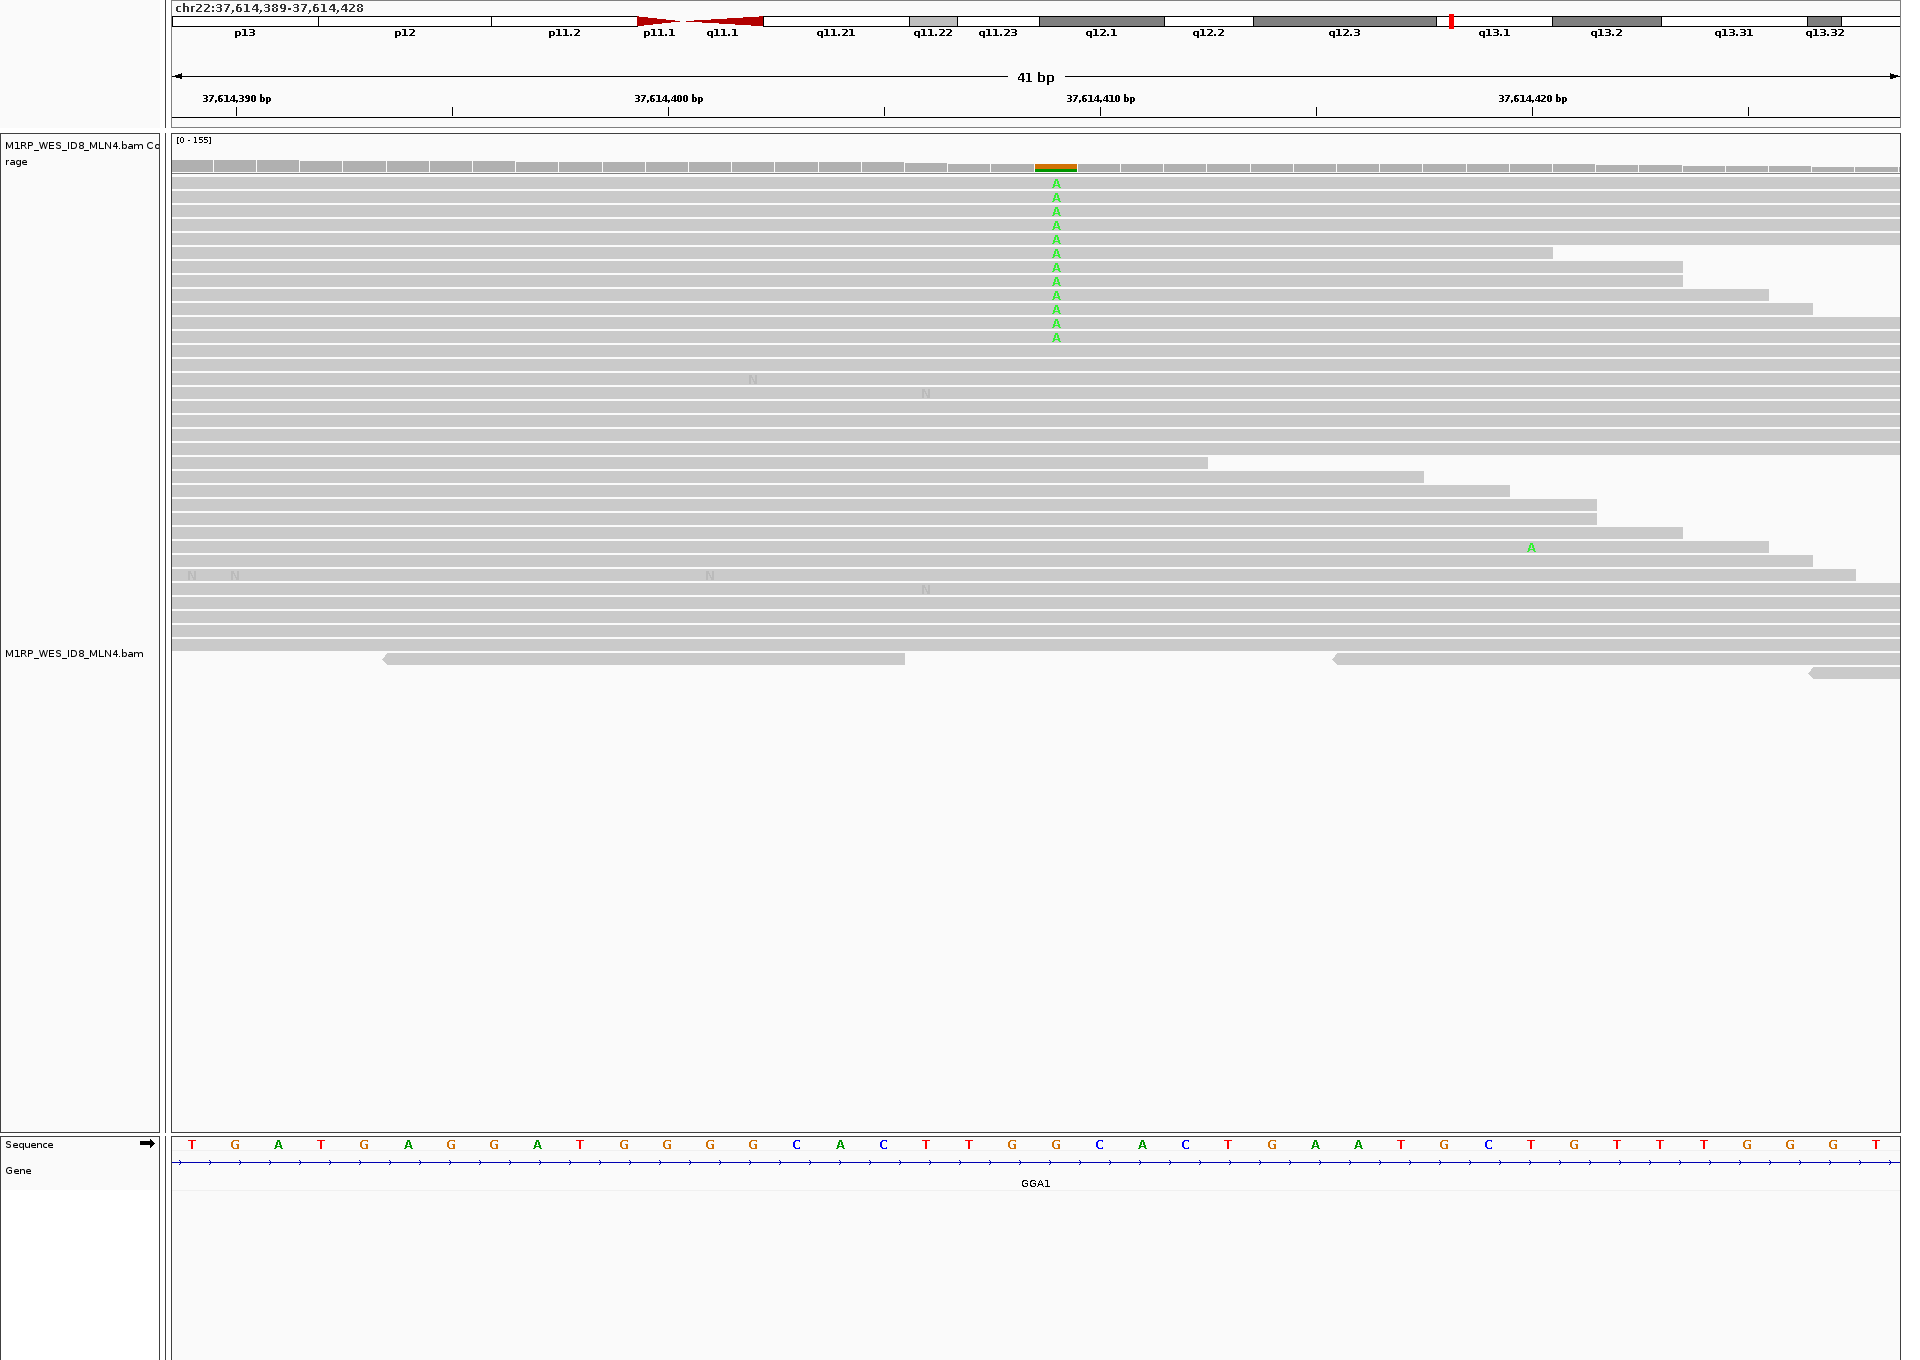 chr22:37,614,389-37,614,428
p13 p12 p11.2 p11.1 q11.1 q11.21 q11.22 q11.23 q12.1 q12.2 q12.3 q13.1 q13.2 q13.31 q13.32
41 bp
37,614,390 bp 37,614,400 bp 37,614,410 bp 37,614,420 bp
M1RP_WES_ID8_MLN4.bam Co
rage
[0 - 155]
A
A
A
A
A
A
A
A
A
A
A
A
N
N
A
N N N
N
M1RP_WES_ID8_MLN4.bam
Sequence T G A T G A G G A T G G G G C A C T T G G C A C T G A A T G C T G T T T G G G T
Gene
GGA1